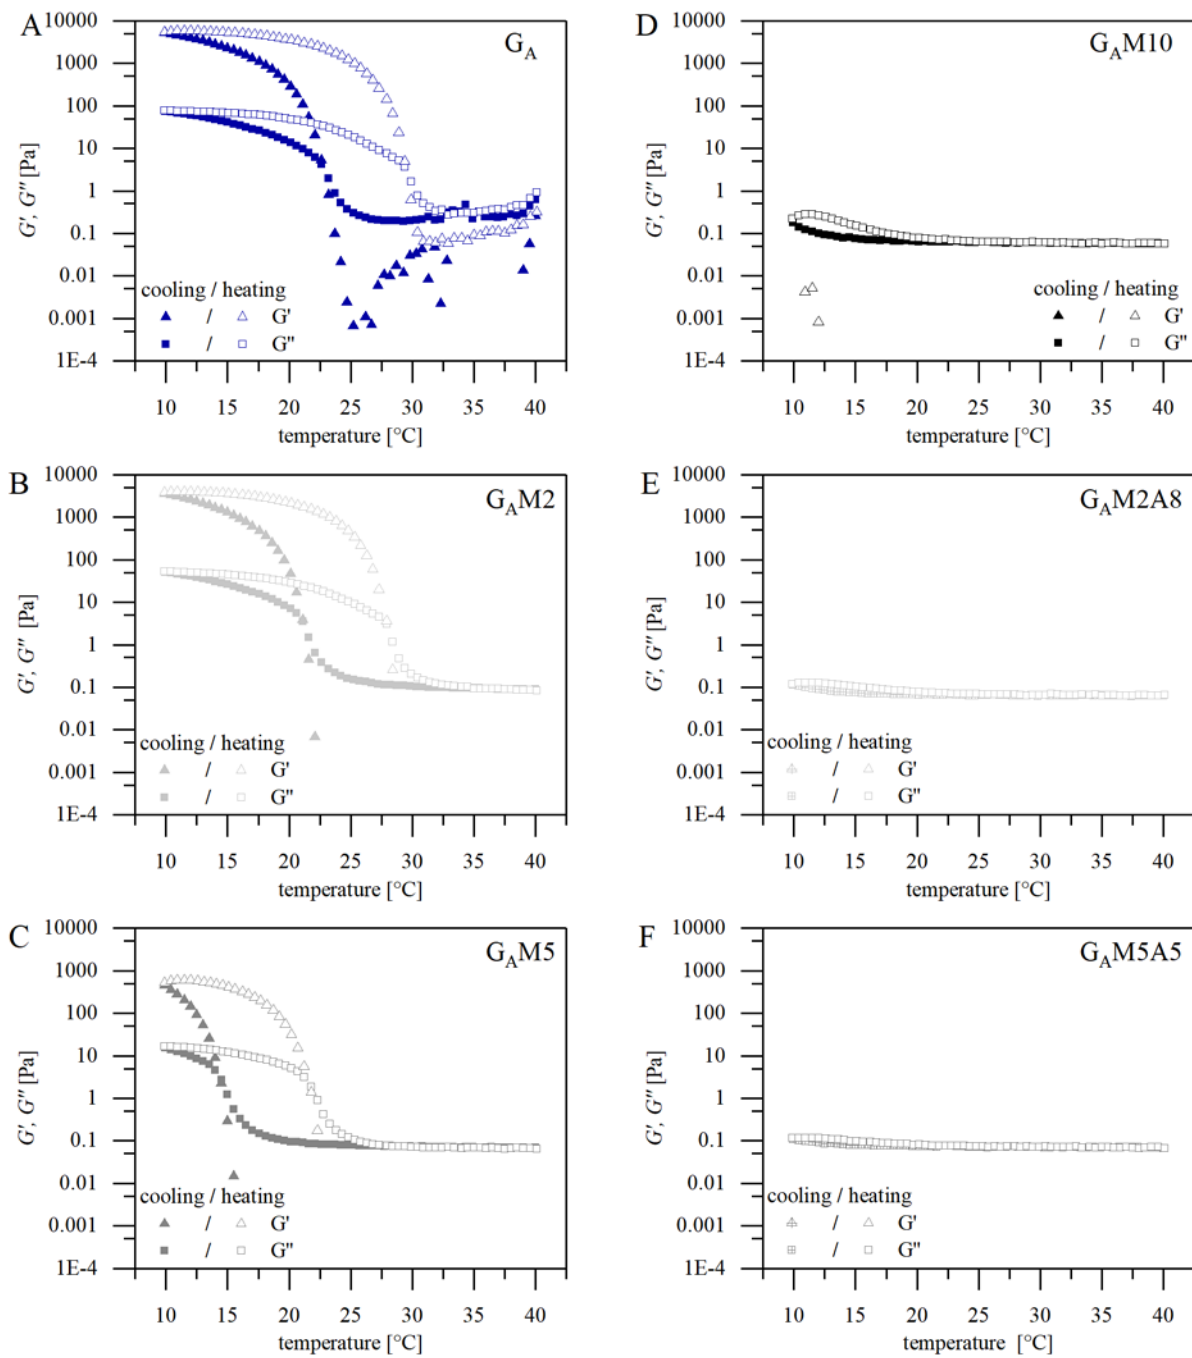 A
G_A
10000
1000
100
10
1
0.1
0.01
0.001
1E-4
G', G'' [Pa]
cooling / heating
/ G'
/ G''
10 15 20 25 30 35 40
temperature [°C]
B
G_AM2
10000
1000
100
10
1
0.1
0.01
0.001
1E-4
G', G'' [Pa]
cooling / heating
/ G'
/ G''
10 15 20 25 30 35 40
temperature [°C]
C
G_AM5
10000
1000
100
10
1
0.1
0.01
0.001
1E-4
G', G'' [Pa]
cooling / heating
/ G'
/ G''
10 15 20 25 30 35 40
temperature [°C]
D
G_AM10
10000
1000
100
10
1
0.1
0.01
0.001
1E-4
G', G'' [Pa]
cooling / heating
/ G'
/ G''
10 15 20 25 30 35 40
temperature [°C]
E
G_AM2A8
10000
1000
100
10
1
0.1
0.01
0.001
1E-4
G', G'' [Pa]
cooling / heating
/ G'
/ G''
10 15 20 25 30 35 40
temperature [°C]
F
G_AM5A5
10000
1000
100
10
1
0.1
0.01
0.001
1E-4
G', G'' [Pa]
cooling / heating
/ G'
/ G''
10 15 20 25 30 35 40
temperature [°C]